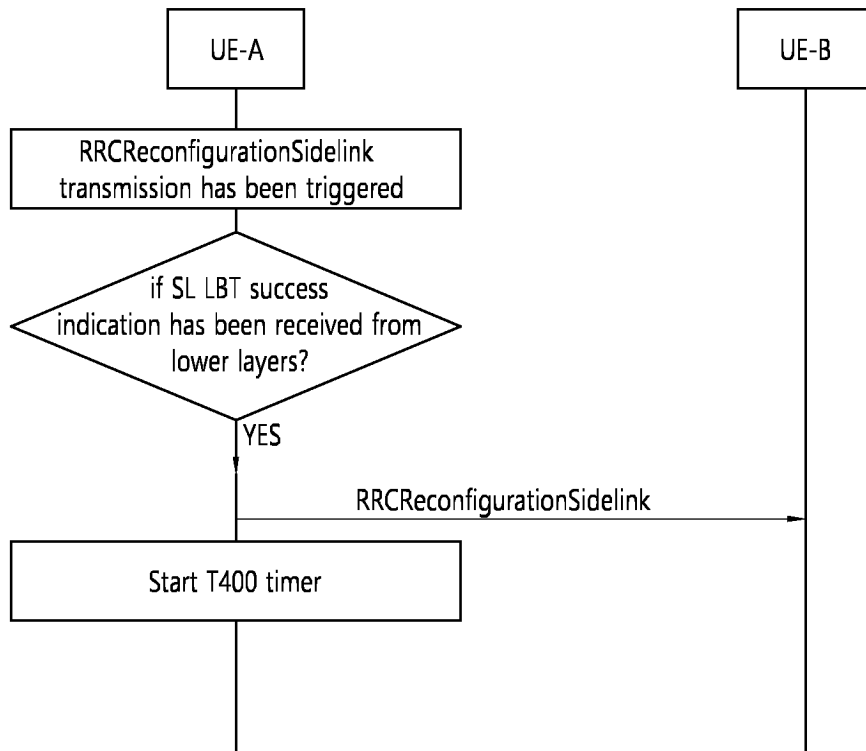 UE-A
UE-B
RRCReconfigurationSidelink
transmission has been triggered
if SL LBT success
indication has been received from
lower layers?
YES
RRCReconfigurationSidelink
Start T400 timer